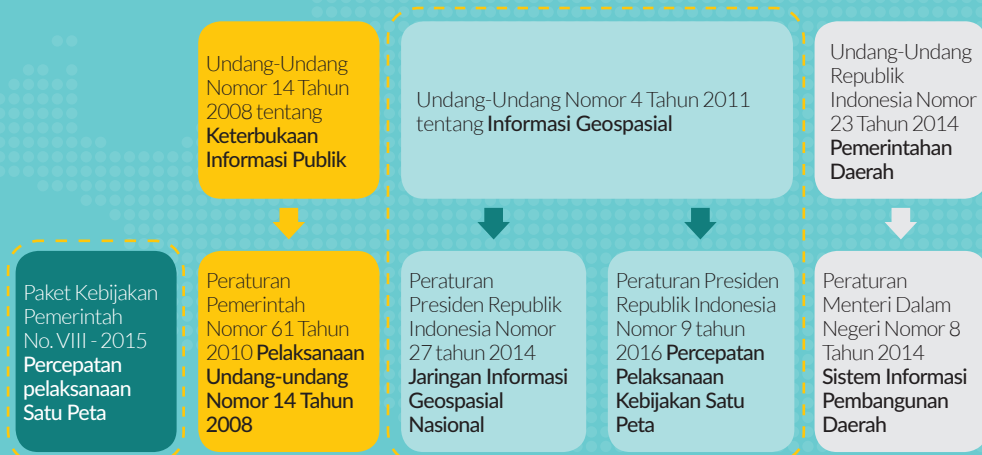 Undang-Undang
Nomor 14 Tahun
2008 tentang
Keterbukaan
Informasi Publik
Undang-Undang Nomor 4 Tahun 2011
tentang Informasi Geospasial
Undang-Undang
Republik
Indonesia Nomor
23 Tahun 2014
Pemerintahan
Daerah
Paket Kebijakan
Pemerintah
No. VIII - 2015
Percepatan
pelaksanaan
Satu Peta
Peraturan
Pemerintah
Nomor 61 Tahun
2010 Pelaksanaan
Undang-undang
Nomor 14 Tahun
2008
Peraturan
Presiden Republik
Indonesia Nomor
27 tahun 2014
Jaringan Informasi
Geospasial
Nasional
Peraturan Presiden
Republik Indonesia
Nomor 9 tahun
2016 Percepatan
Pelaksanaan
Kebijakan Satu
Peta
Peraturan
Menteri Dalam
Negeri Nomor 8
Tahun 2014
Sistem Informasi
Pembangunan
Daerah